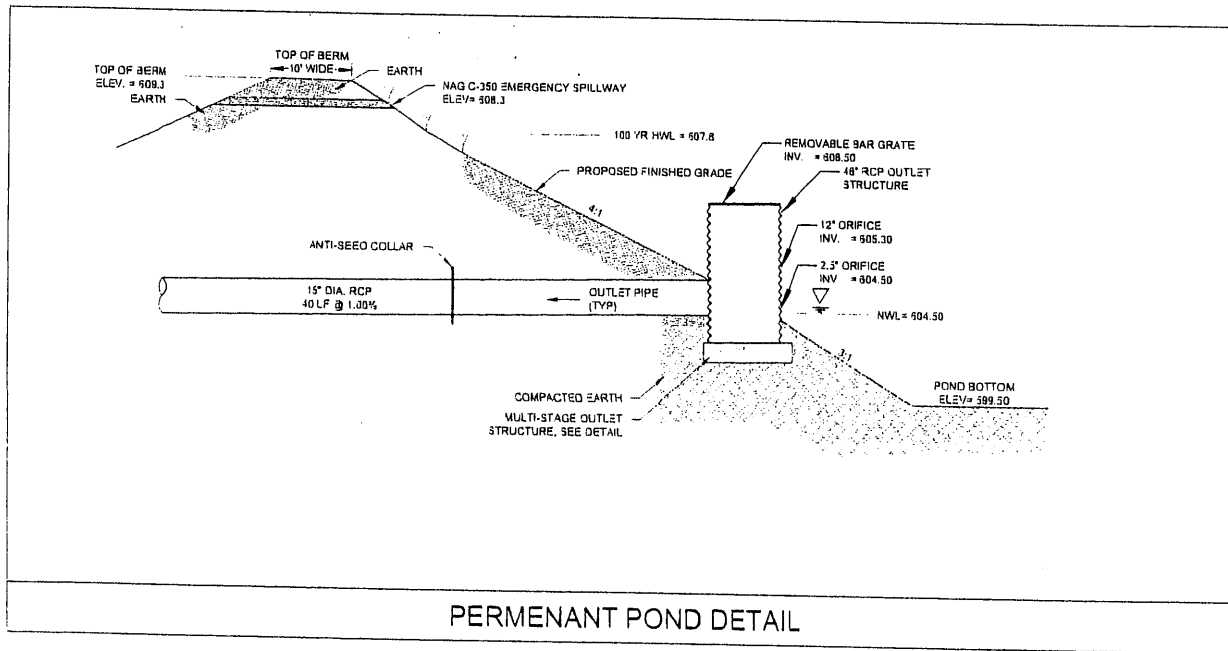 TOP OF BERM
10' WIDE
TOP OF BERM
ELEV. = 609.3
EARTH
EARTH
NAG C-350 EMERGENCY SPILLWAY
ELEV= 608.3
100 YR HWL = 607.8
REMOVABLE BAR GRATE
INV. = 606.50
48" RCP OUTLET
STRUCTURE
PROPOSED FINISHED GRADE
4:1
12" ORIFICE
INV. = 605.30
ANTI-SEED COLLAR
2.5" ORIFICE
INV = 604.50
15" DIA. RCP
40 LF @ 1.00%
OUTLET PIPE
(TYP)
NWL = 604.50
3:1
POND BOTTOM
ELEV= 599.50
COMPACTED EARTH
MULTI-STAGE OUTLET
STRUCTURE, SEE DETAIL
PERMENANT POND DETAIL